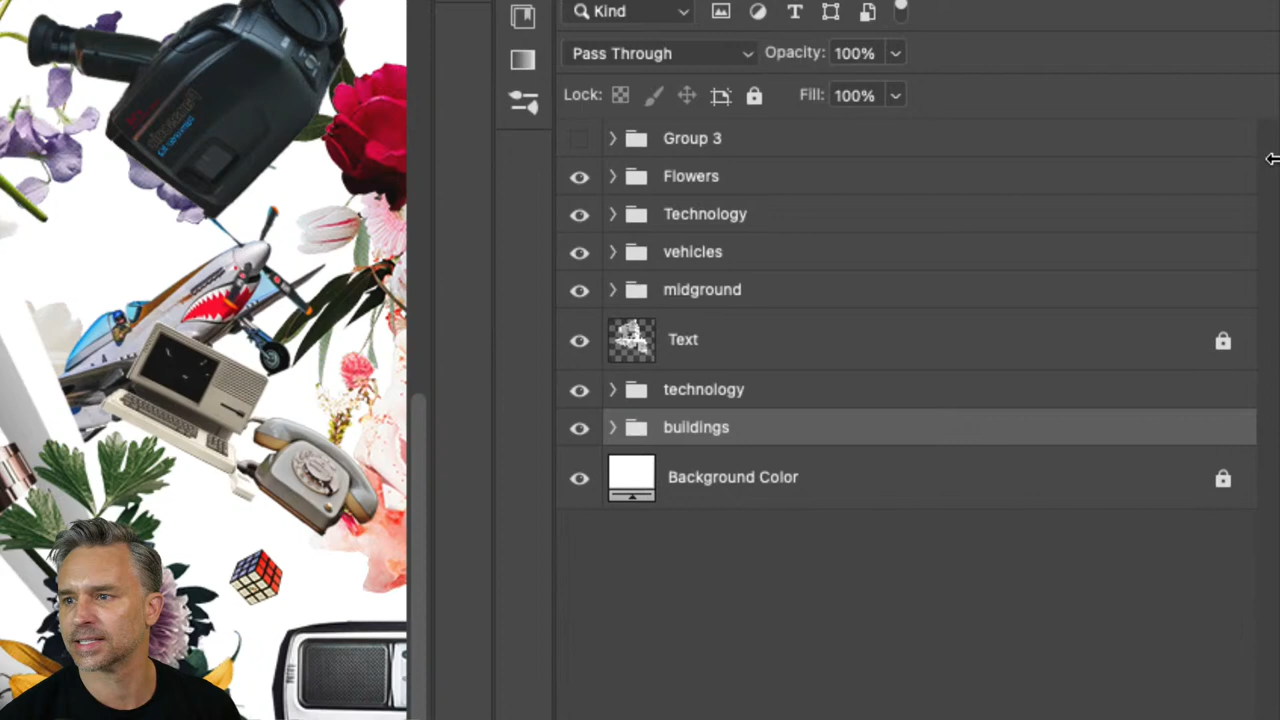 Kind
Pass Through
Opacity: 100%
Lock:
Fill: 100%
Group 3
Flowers
Technology
vehicles
midground
Text
technology
buildings
Background Color